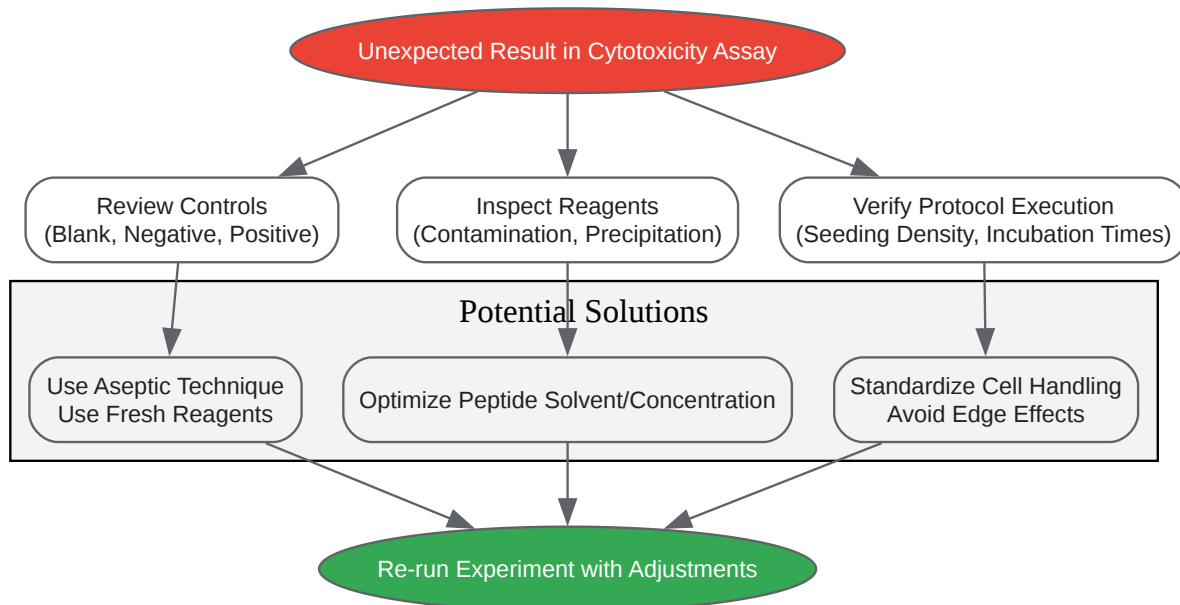 Unexpected Result in Cytotoxicity Assay
Review Controls
(Blank, Negative, Positive)
Inspect Reagents
(Contamination, Precipitation)
Verify Protocol Execution
(Seeding Density, Incubation Times)
Potential Solutions
Use Aseptic Technique
Use Fresh Reagents
Optimize Peptide Solvent/Concentration
Standardize Cell Handling
Avoid Edge Effects
Re-run Experiment with Adjustments